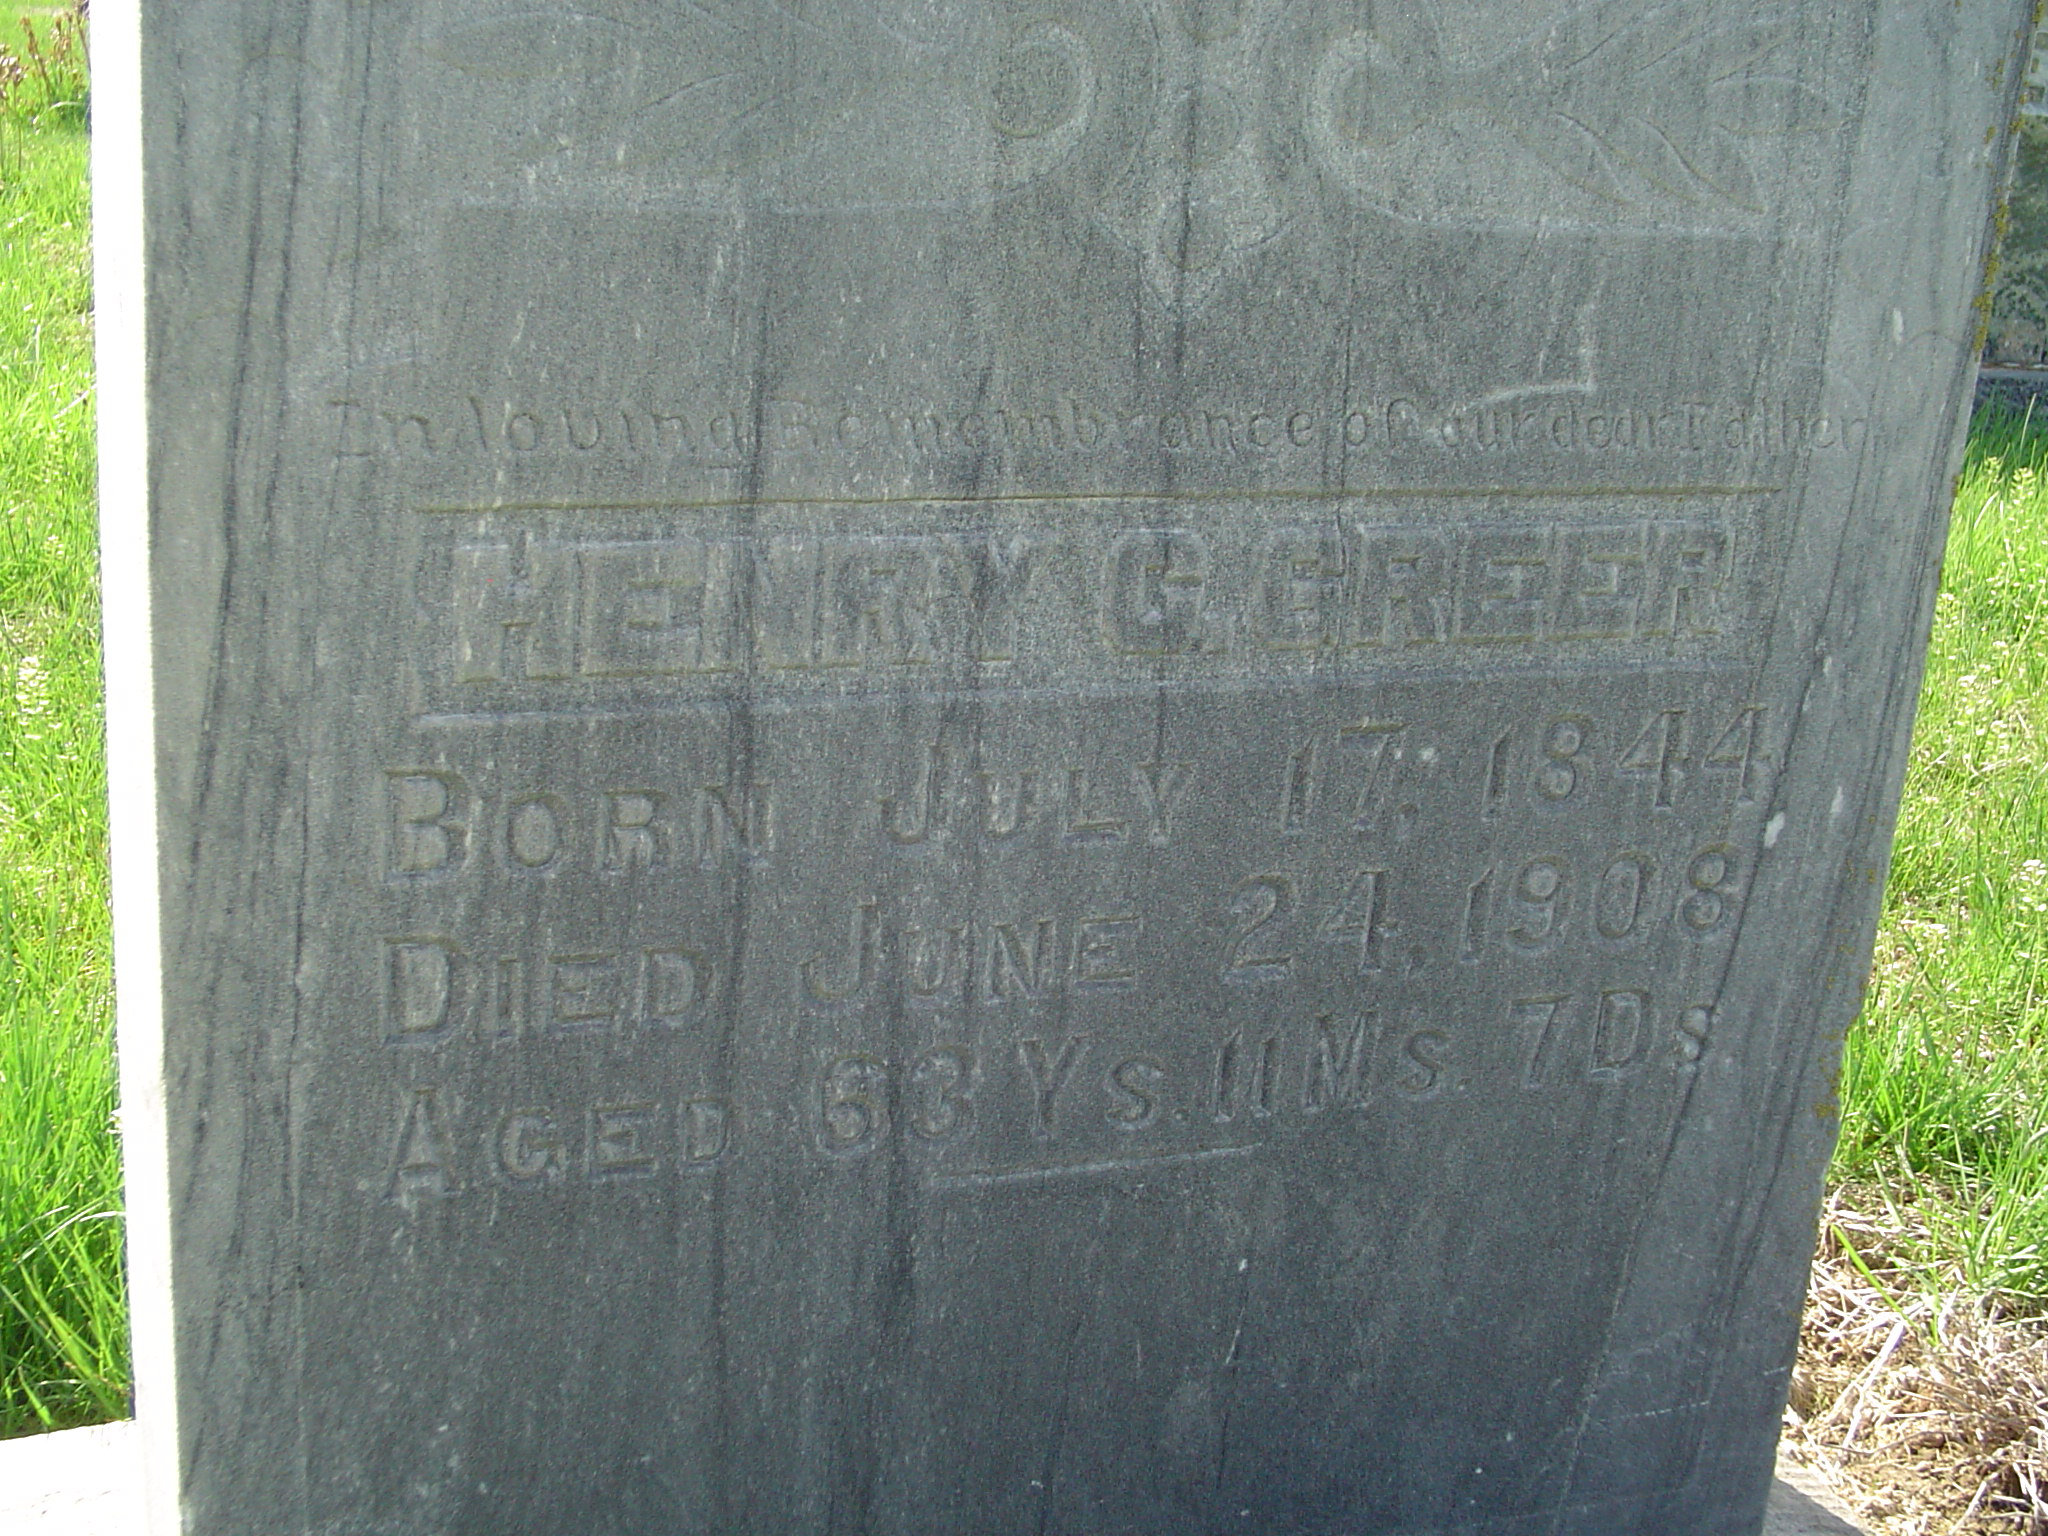 In loving Remembrance of our dear Father
HENRY G. GREER
BORN JULY 17, 1844
DIED JUNE 24, 1908
AGED 63 YS. 11 MS. 7 DS